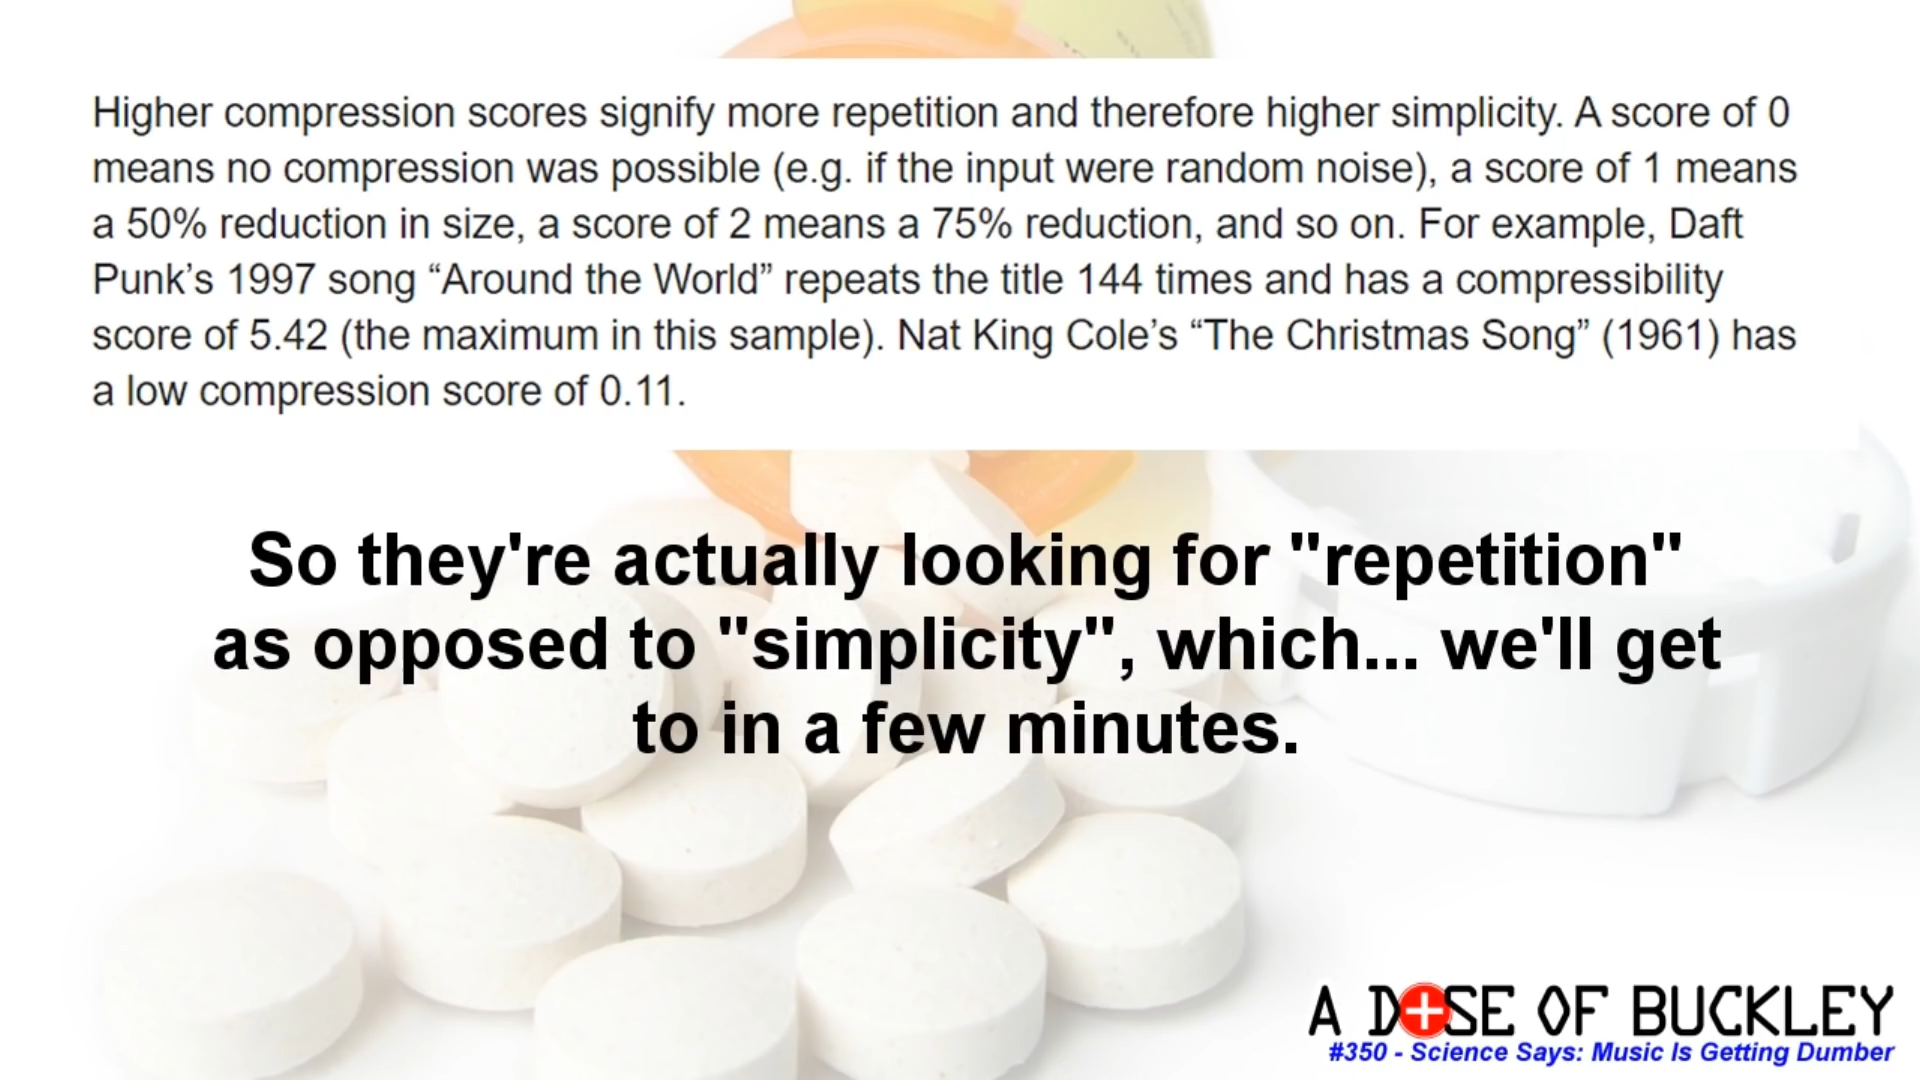 Higher compression scores signify more repetition and therefore higher simplicity. A score of 0
means no compression was possible (e.g. if the input were random noise), a score of 1 means
a 50% reduction in size, a score of 2 means a 75% reduction, and so on. For example, Daft
Punk’s 1997 song “Around the World” repeats the title 144 times and has a compressibility
score of 5.42 (the maximum in this sample). Nat King Cole’s “The Christmas Song” (1961) has
a low compression score of 0.11.
So they're actually looking for "repetition"
as opposed to "simplicity", which... we'll get
to in a few minutes.
A DOSE OF BUCKLEY
#350 - Science Says: Music Is Getting Dumber